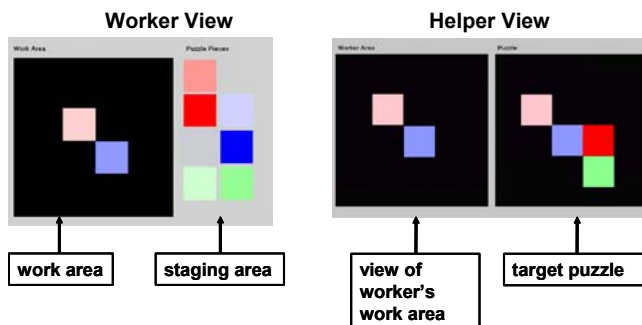 Worker View
Helper View
Work Area
Puzzle Pieces
Worker Area
Puzzle
work area
staging area
view of
worker's
work area
target puzzle